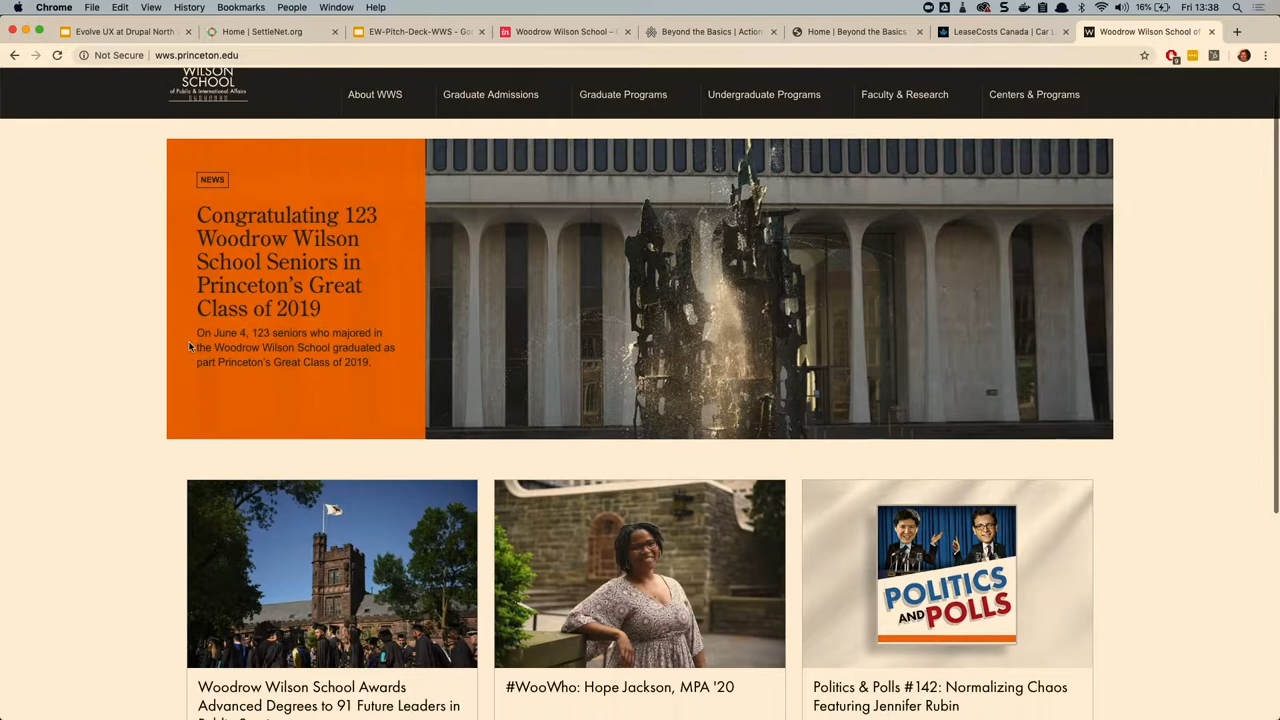 Chrome File Edit View History Bookmarks People Window Help 16% Fri 13:38
Evolve UX at Drupal North Home | SettleNet.org EW-Pitch-Deck-WWS - Go Woodrow Wilson School – Beyond the Basics | Action Home | Beyond the Basics LeaseCosts Canada | Car L Woodrow Wilson School of
Not Secure wws.princeton.edu
WILSON
SCHOOL
of Public & International Affairs
About WWS Graduate Admissions Graduate Programs Undergraduate Programs Faculty & Research Centers & Programs
NEWS
Congratulating 123
Woodrow Wilson
School Seniors in
Princeton's Great
Class of 2019
On June 4, 123 seniors who majored in
the Woodrow Wilson School graduated as
part Princeton's Great Class of 2019.
POLITICS
AND POLLS
Woodrow Wilson School Awards
Advanced Degrees to 91 Future Leaders in
#WooWho: Hope Jackson, MPA '20
Politics & Polls #142: Normalizing Chaos
Featuring Jennifer Rubin